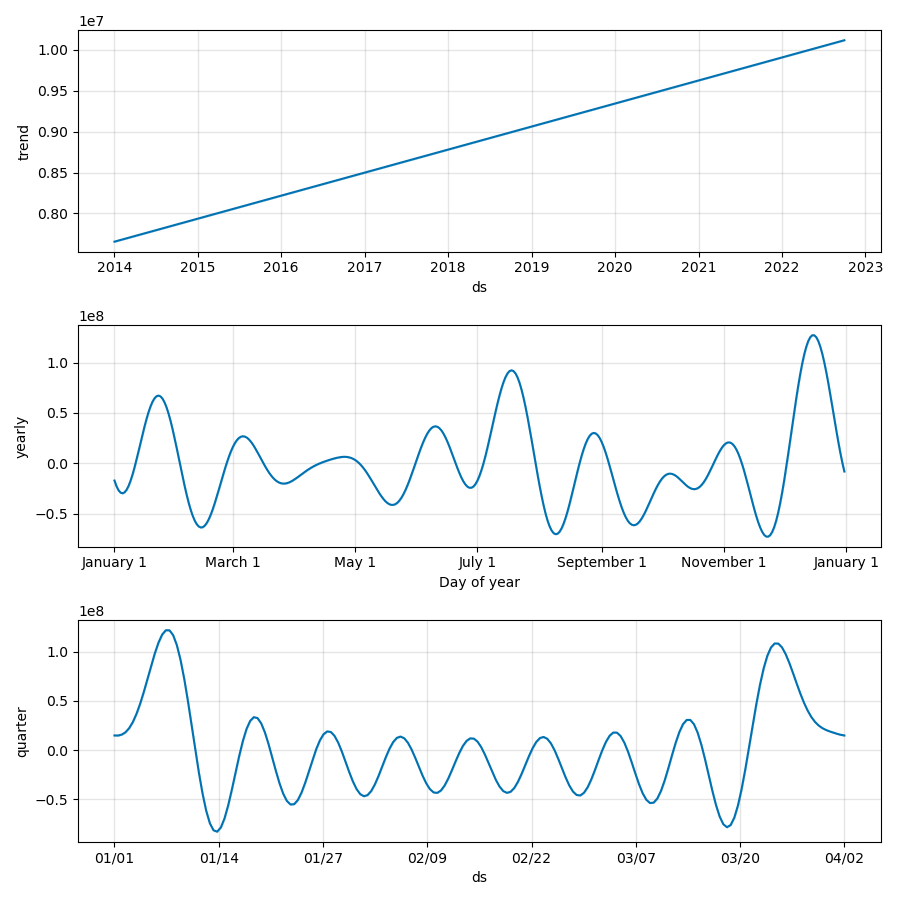 1e7
1.00
0.95
0.90
0.85
0.80
trend
2014 2015 2016 2017 2018 2019 2020 2021 2022 2023
ds
1e8
1.0
0.5
0.0
−0.5
yearly
January 1 March 1 May 1 July 1 September 1 November 1 January 1
Day of year
1e8
1.0
0.5
0.0
−0.5
quarter
01/01 01/14 01/27 02/09 02/22 03/07 03/20 04/02
ds